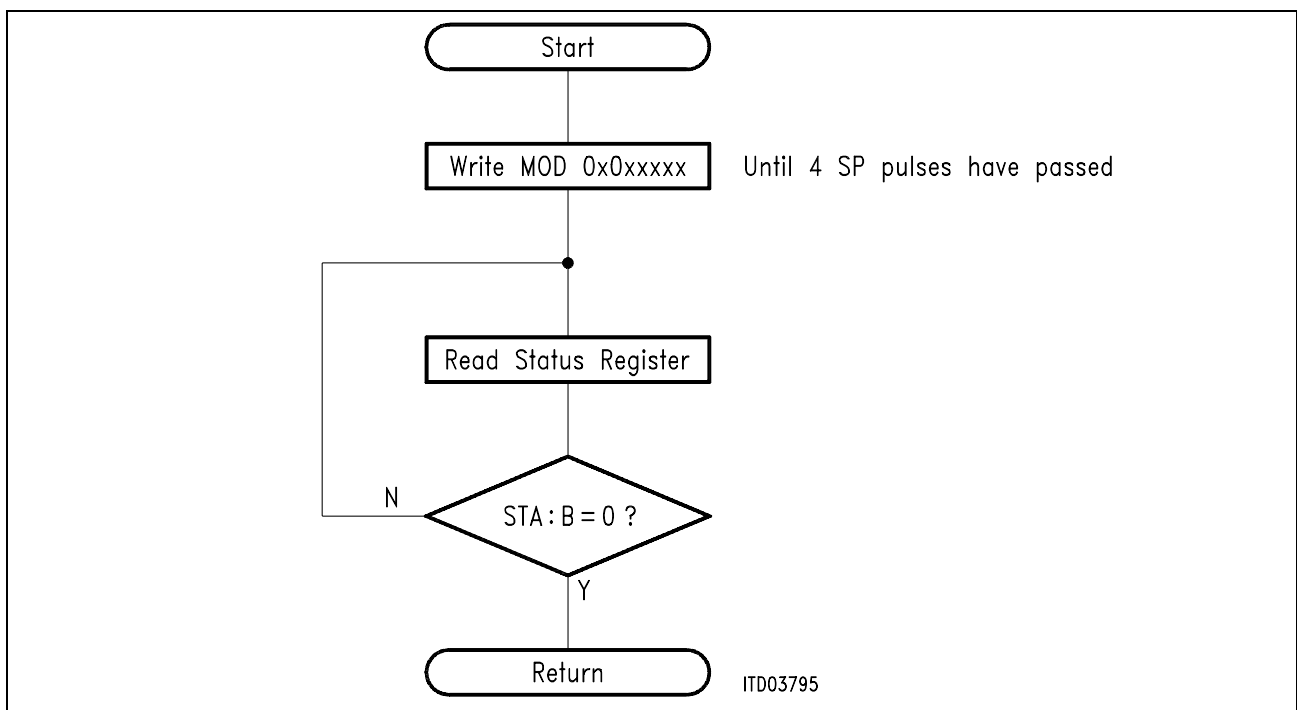 Start
Write MOD 0x0xxxxx
Until 4 SP pulses have passed
Read Status Register
N
STA:B=0 ?
Y
Return
ITD03795